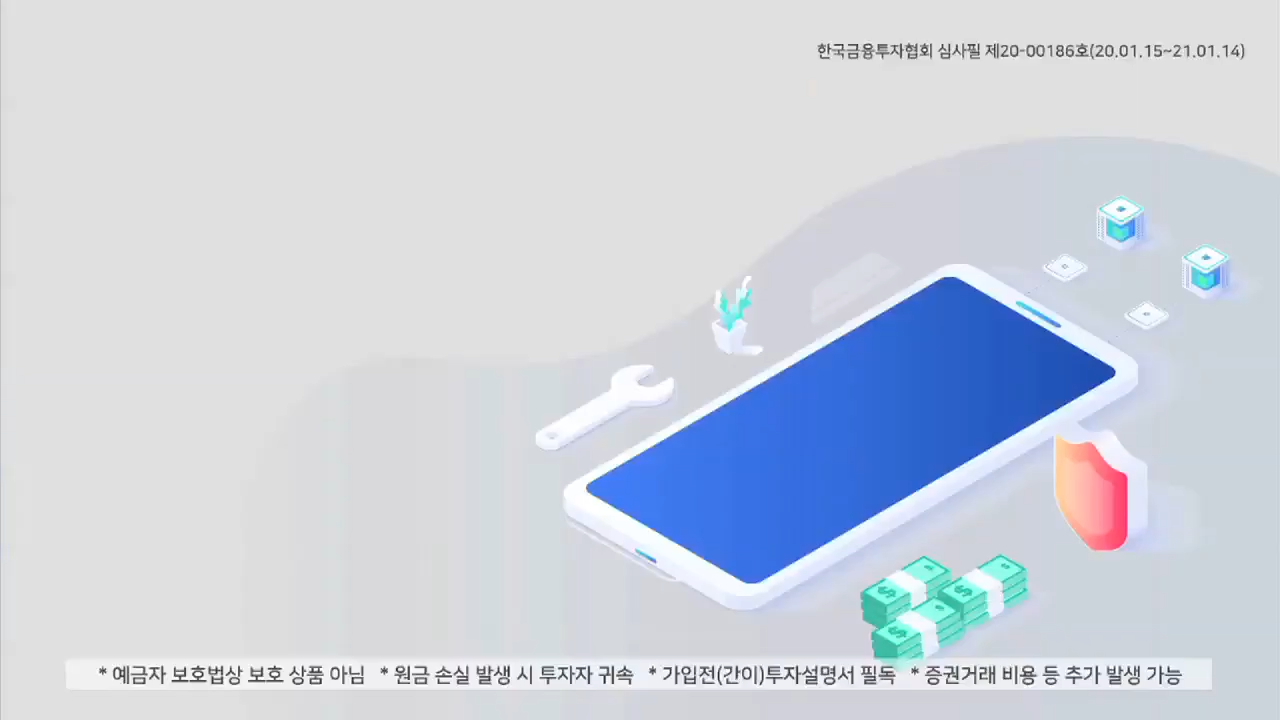 한국금융투자협회 심사필 제20-00186호(20.01.15~21.01.14)
* 예금자 보호법상 보호 상품 아님 * 원금 손실 발생 시 투자자 귀속 * 가입전(간이)투자설명서 필독 * 증권거래 비용 등 추가 발생 가능